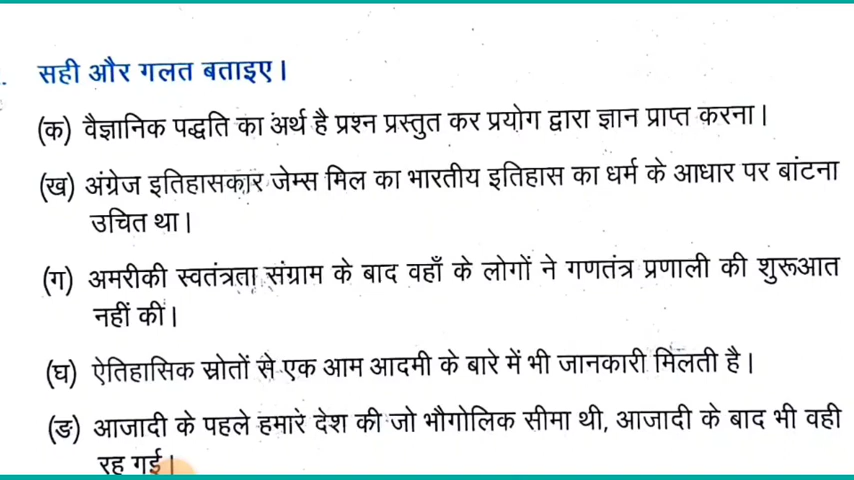 सही और गलत बताइए।
(क) वैज्ञानिक पद्धति का अर्थ है प्रश्न प्रस्तुत कर प्रयोग द्वारा ज्ञान प्राप्त करना।
(ख) अंग्रेज इतिहासकार जेम्स मिल का भारतीय इतिहास का धर्म के आधार पर बांटना
उचित था।
(ग) अमरीकी स्वतंत्रता संग्राम के बाद वहाँ के लोगों ने गणतंत्र प्रणाली की शुरूआत
नहीं की।
(घ) ऐतिहासिक स्रोतों से एक आम आदमी के बारे में भी जानकारी मिलती है।
(ङ) आजादी के पहले हमारे देश की जो भौगोलिक सीमा थी, आजादी के बाद भी वही
रह गई।